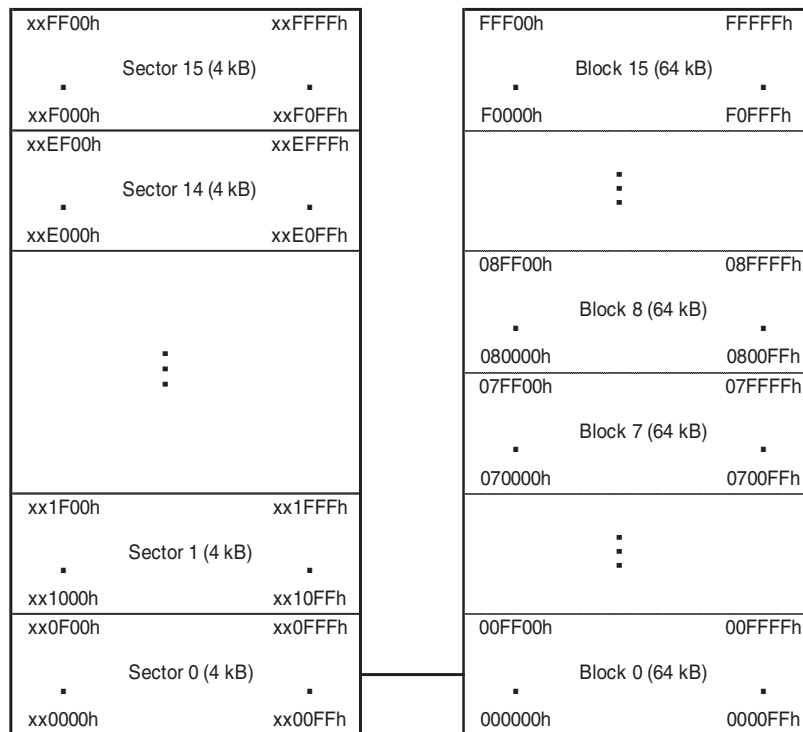 xxFF00h xxFFFFh
Sector 15 (4 kB)
xxF000h xxF0FFh
xxEF00h xxEFFFh
Sector 14 (4 kB)
xxE000h xxE0FFh
xx1F00h xx1FFFh
Sector 1 (4 kB)
xx1000h xx10FFh
xx0F00h xx0FFFh
Sector 0 (4 kB)
xx0000h xx00FFh
FFF00h FFFFFh
Block 15 (64 kB)
F0000h F0FFFh
08FF00h 08FFFFh
Block 8 (64 kB)
080000h 0800FFh
07FF00h 07FFFFh
Block 7 (64 kB)
070000h 0700FFh
00FF00h 00FFFFh
Block 0 (64 kB)
000000h 0000FFh